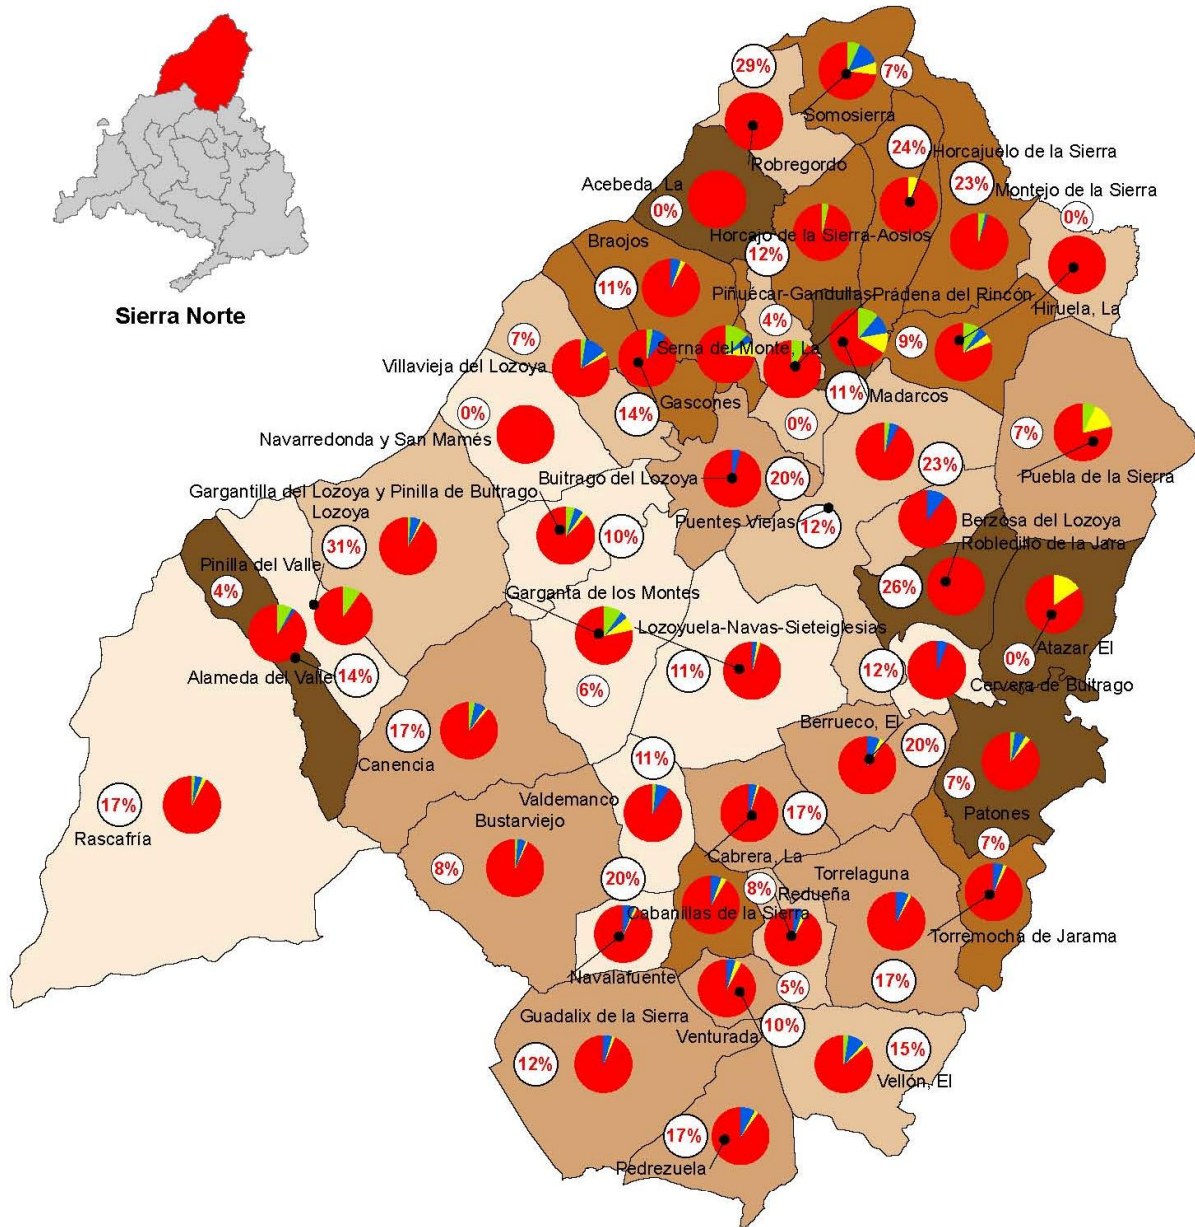 29%
7%
Somosierra
Robregordo
24%
Horcajuelo de la Sierra
23%
Montejo de la Sierra
Acebeda, La
0%
0%
Horcajo de la Sierra-Aoslos
12%
Braojos
11%
Hiruela, La
Piñuécar-Gandullas
Prádena del Rincón
4%
9%
7%
Serna del Monte, La
Villavieja del Lozoya
Gascones
11%
Madarcos
14%
0%
0%
Navarredonda y San Mamés
7%
Puebla de la Sierra
Buitrago del Lozoya
20%
23%
Gargantilla del Lozoya y Pinilla de Buitrago
Lozoya
Puentes Viejas
12%
Berzosa del Lozoya
31%
10%
Robledillo de la Jara
Pinilla del Valle
26%
4%
Garganta de los Montes
Lozoyuela-Navas-Sieteiglesias
Atazar, El
0%
Alameda del Valle
14%
6%
11%
12%
Cervera de Buitrago
Berrueco, El
20%
17%
Canencia
11%
7%
17%
Rascafría
Valdemanco
Bustarviejo
17%
Patones
7%
8%
Cabrera, La
20%
8%
Redueña
Torrelaguna
Cabanillas de la Sierra
Torremocha de Jarama
Navalafuente
5%
17%
Guadalix de la Sierra
Venturada
10%
12%
15%
Vellón, El
17%
Pedrezuela
Sierra Norte